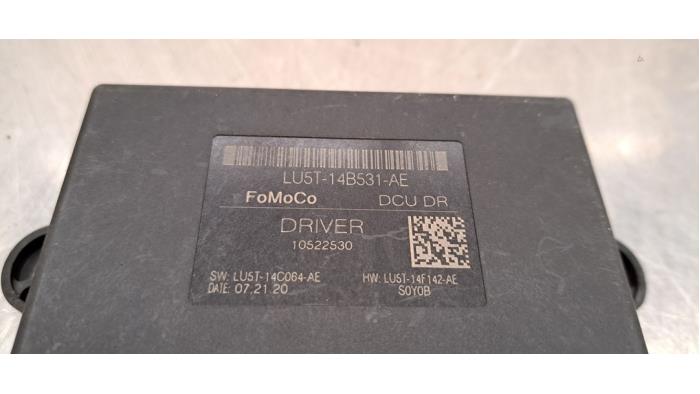 LU5T-14B531-AE
FoMoCo DCU DR
DRIVER
10522530
SW: LU5T-14C064-AE HW: LU5T-14F142-AE
DATE: 07.21.20 S0Y0B